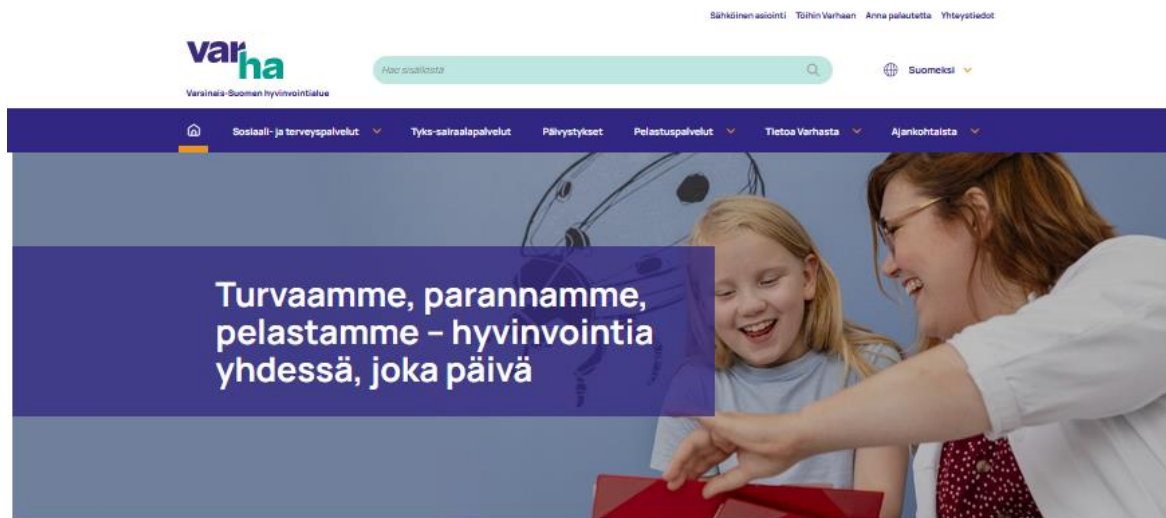 Sähköinen asiointi Töihin Varhaan Anna palautetta Yhteystiedot
varha
Varsinais-Suomen hyvinvointialue
Hae sisällöistä
Suomeksi
Sosiaali- ja terveyspalvelut Tyks-sairaalapalvelut Päivystykset Pelastuspalvelut Tietoa Varhasta Ajankohtaista
Turvaamme, parannamme,
pelastamme – hyvinvointia
yhdessä, joka päivä